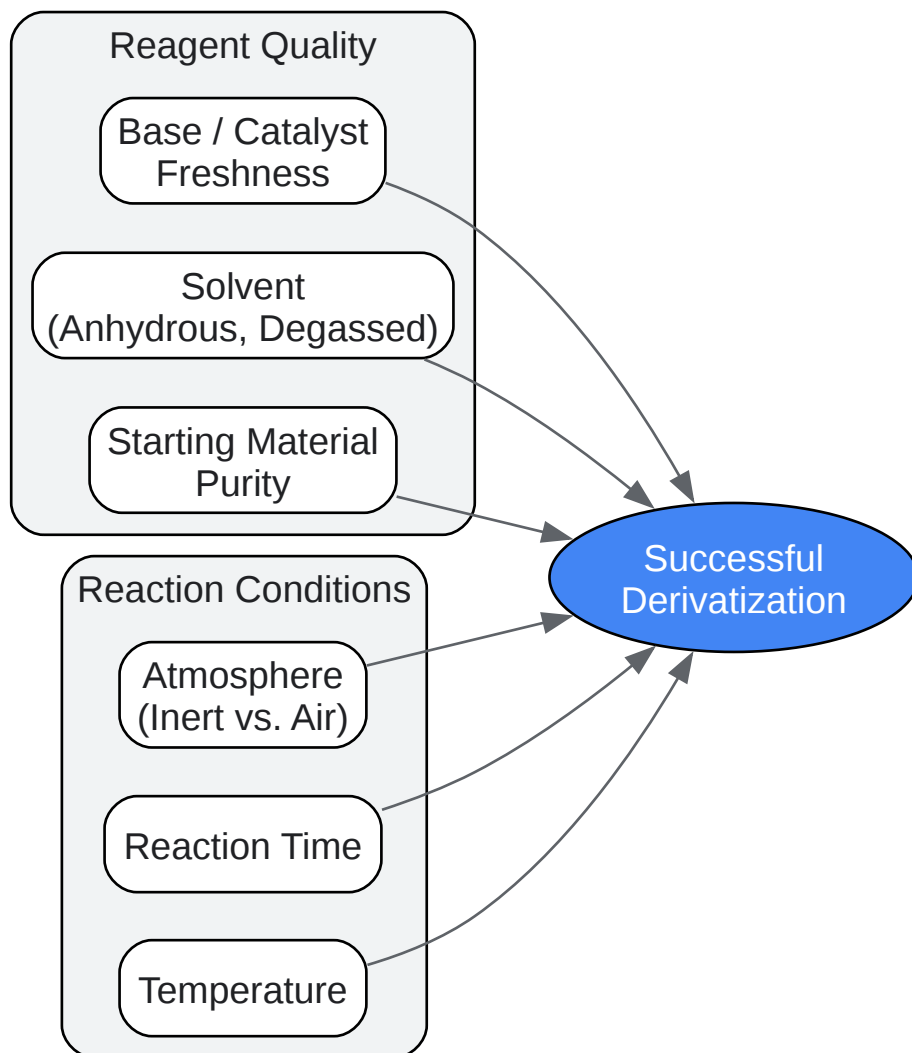 Reagent Quality
Base / Catalyst
Freshness
Solvent
(Anhydrous, Degassed)
Starting Material
Purity
Reaction Conditions
Atmosphere
(Inert vs. Air)
Reaction Time
Temperature
Successful
Derivatization